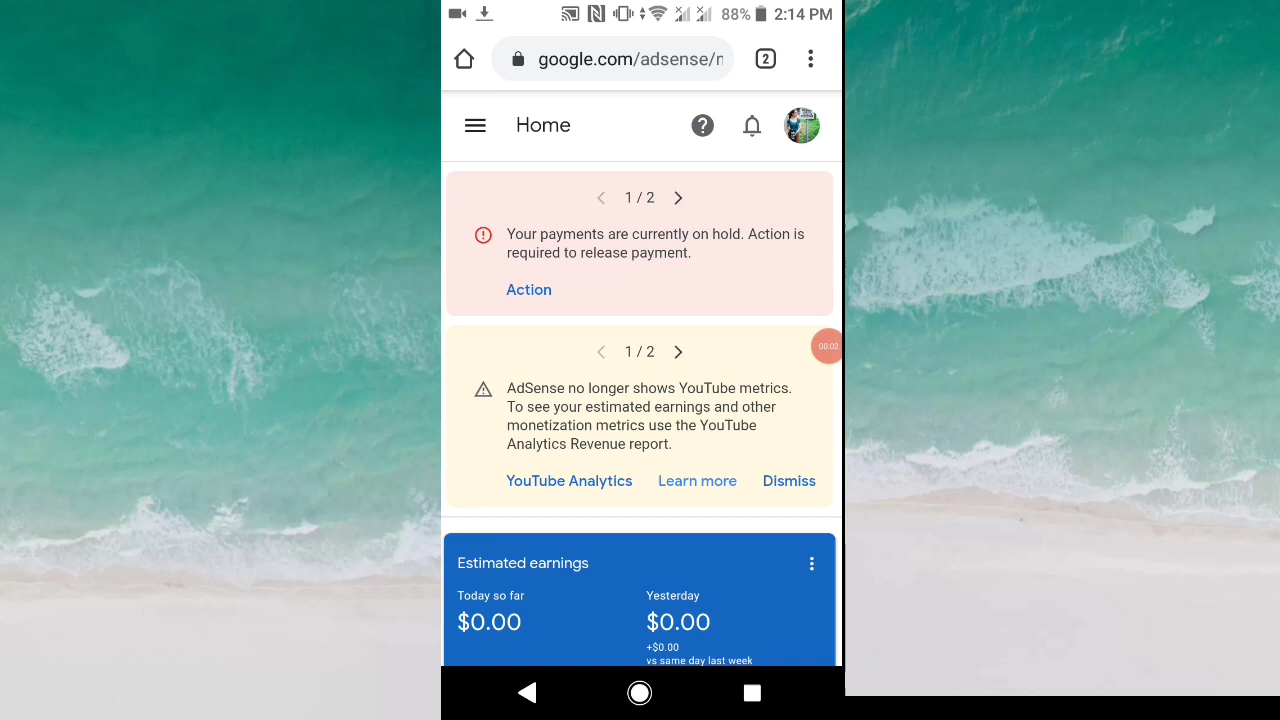 88% 2:14 PM
google.com/adsense/n
2
Home
1 / 2
Your payments are currently on hold. Action is
required to release payment.
Action
1 / 2
00:02
AdSense no longer shows YouTube metrics.
To see your estimated earnings and other
monetization metrics use the YouTube
Analytics Revenue report.
YouTube Analytics Learn more Dismiss
Estimated earnings
Today so far Yesterday
$0.00 $0.00
+$0.00
vs same day last week